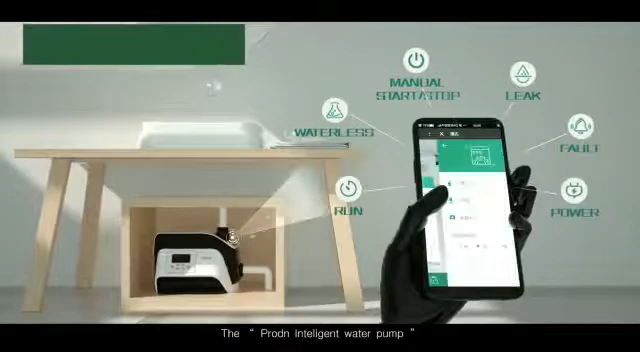 MANUAL
START/STOP
LEAK
WATERLESS
FAULT
RUN
POWER
The “ Prodn Inteligent water pump ”